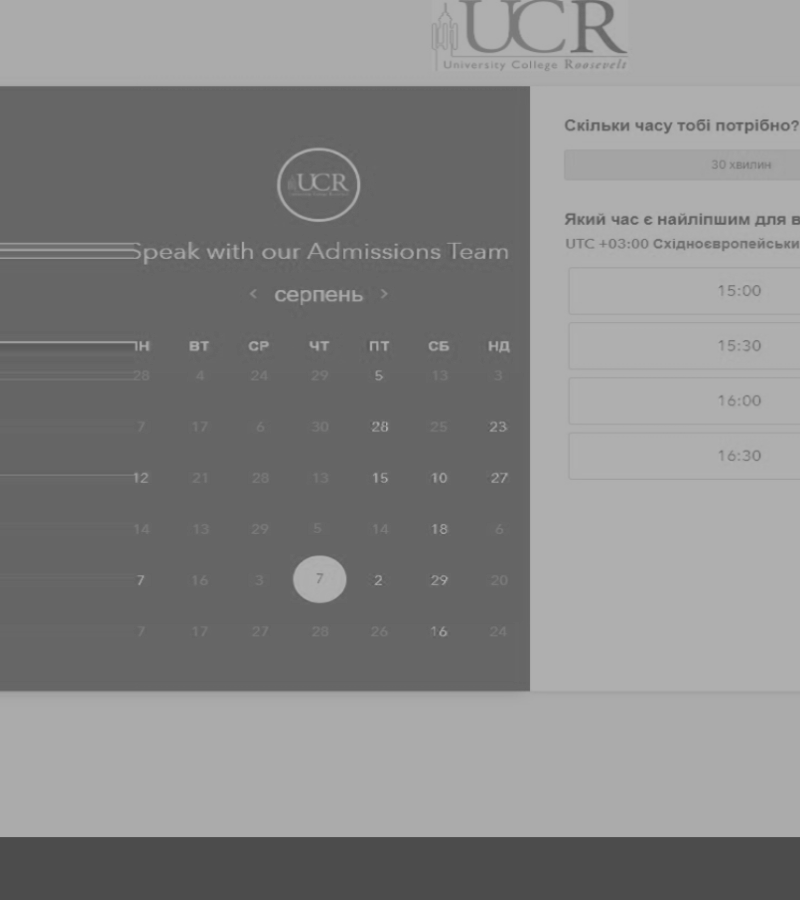 UCR
University College Roosevelt
UCR
Speak with our Admissions Team
‹ серпень ›
ПН ВТ СР ЧТ ПТ СБ НД
28 4 24 29 5 13 3
7 17 6 30 28 25 23
12 21 28 13 15 10 27
14 13 29 5 14 18 6
7 16 3 7 2 29 20
7 17 27 28 26 16 24
Скільки часу тобі потрібно?
30 хвилин
Який час є найліпшим для в
UTC +03:00 Східноєвропейськи
15:00
15:30
16:00
16:30